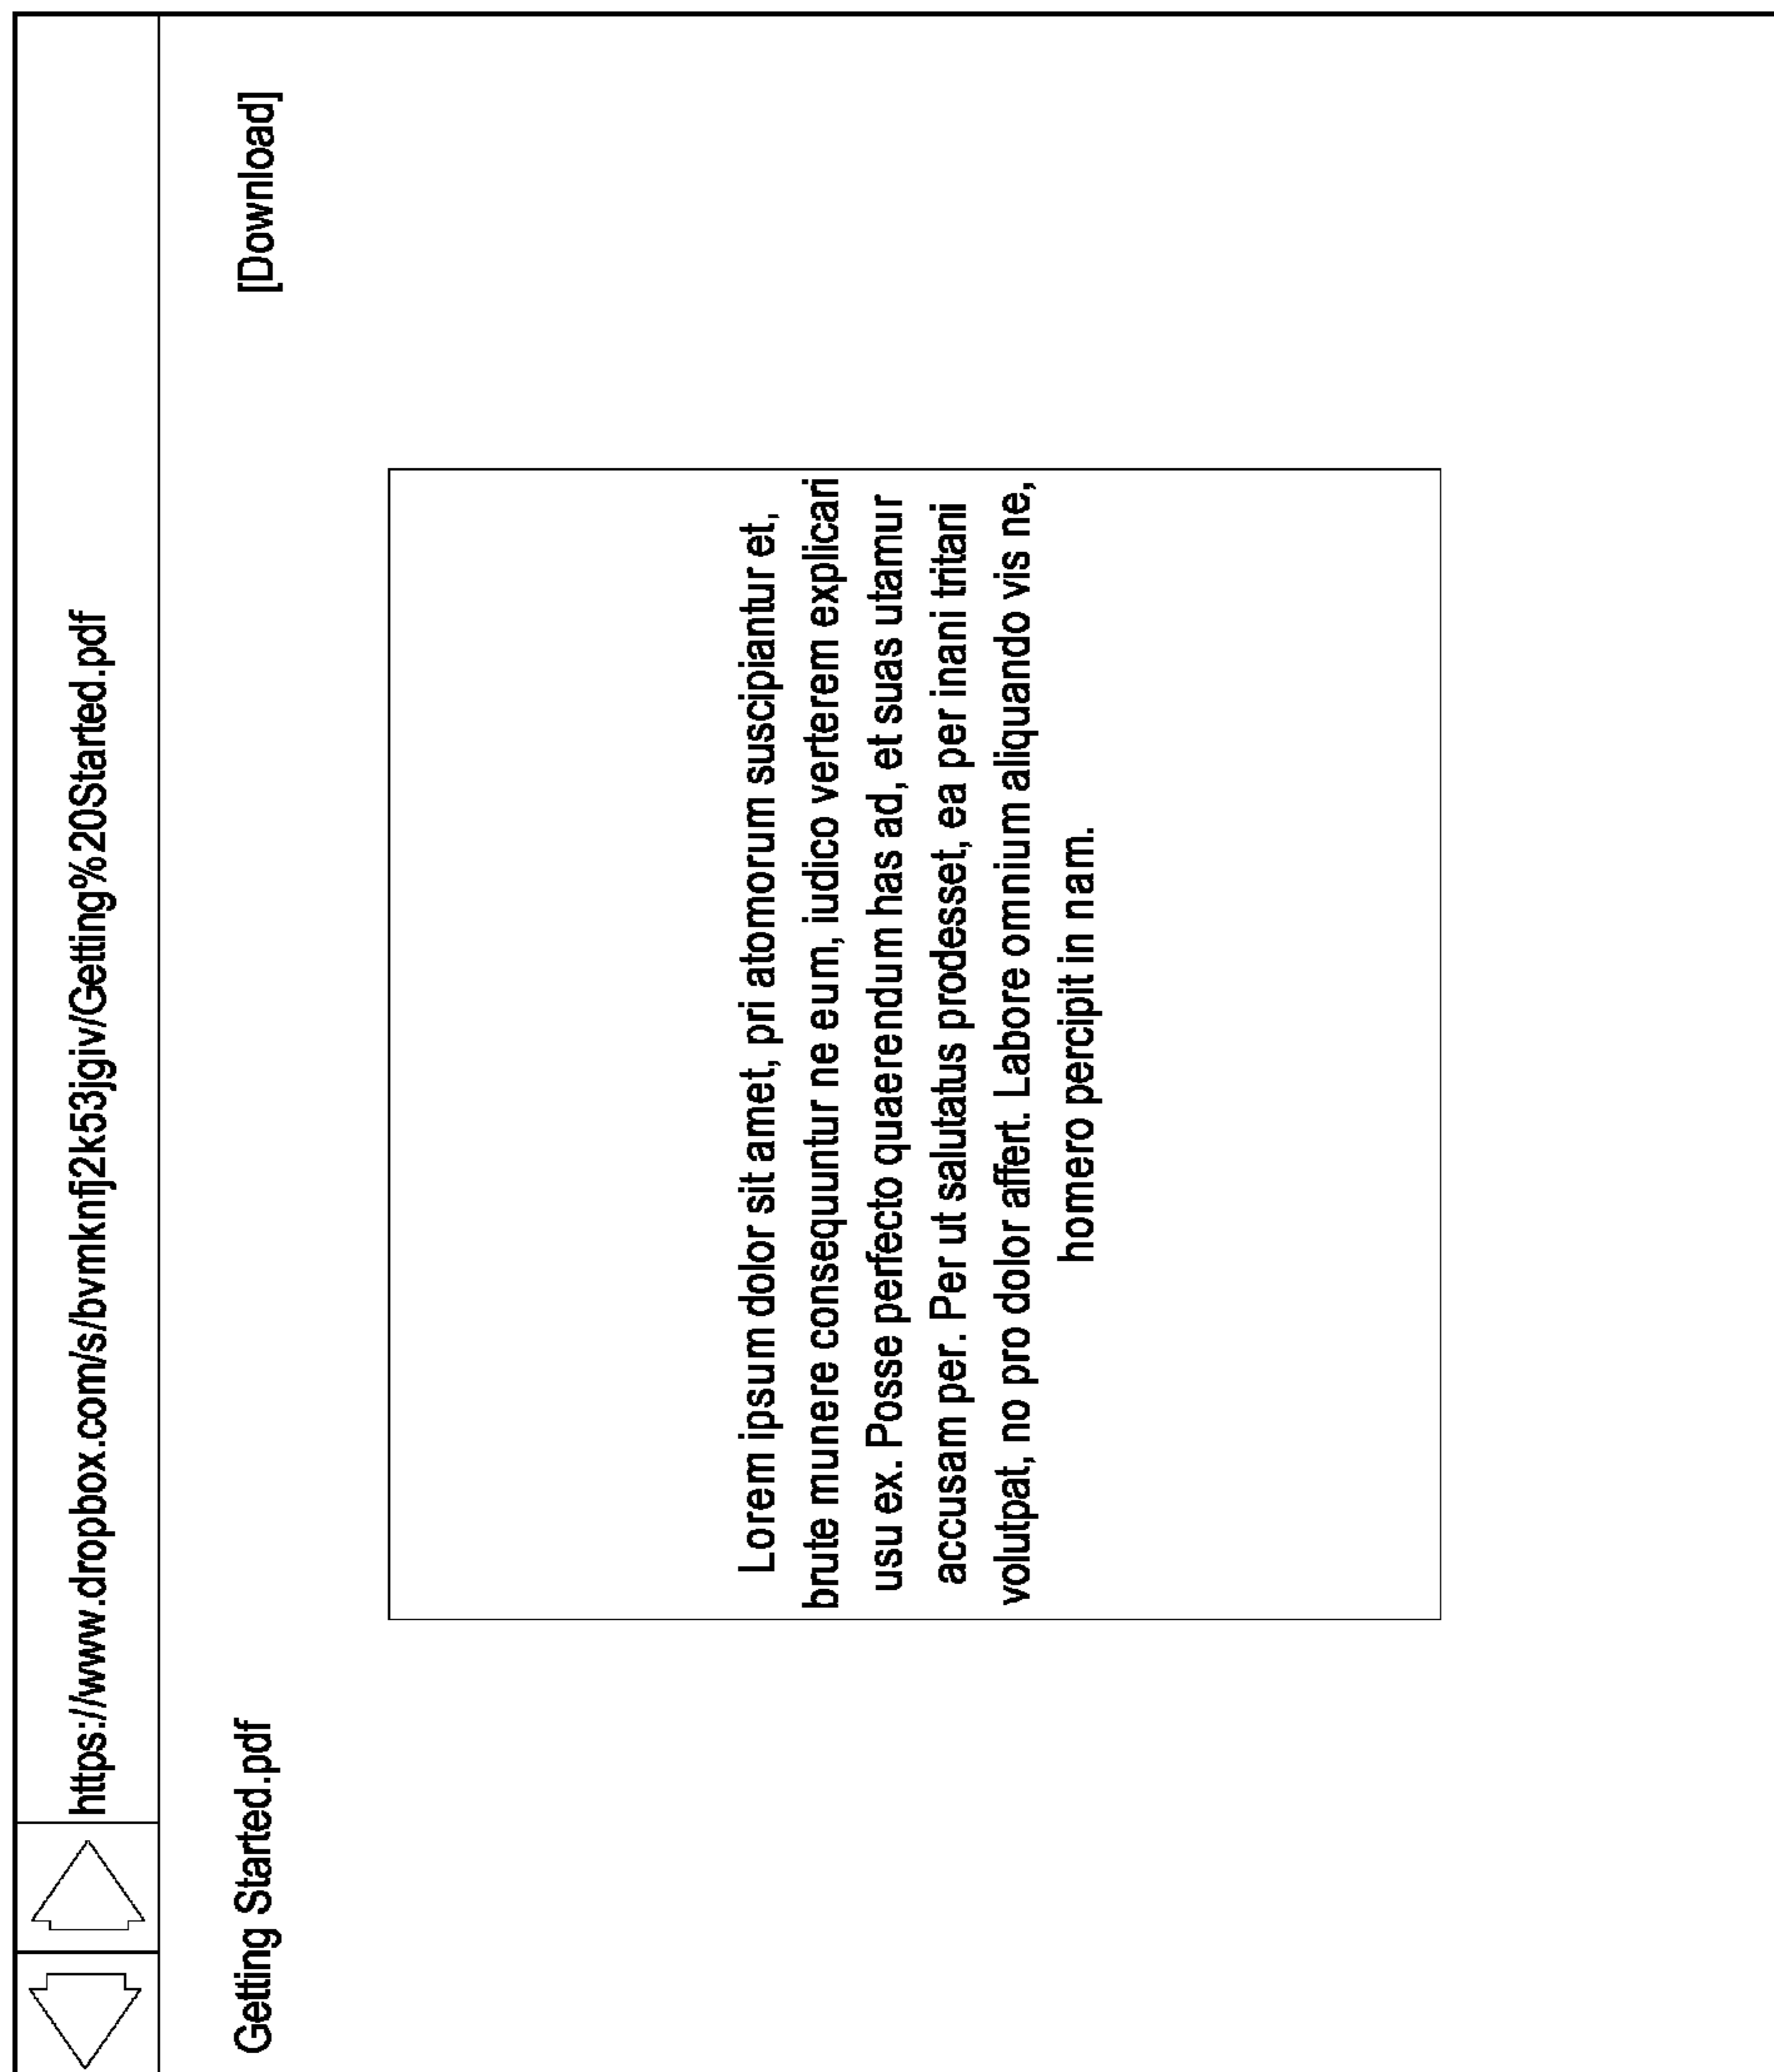 https://www.dropbox.com/s/bvmknfj2k53jgiv/Getting%20Started.pdf
Getting Started.pdf
[Download]
Lorem ipsum dolor sit amet, pri atomorum suscipiantur et,
brute munere consequuntur ne eum, iudico verterem explicari
usu ex. Posse perfecto quaerendum has ad, et suas utamur
accusam per. Per ut salutatus prodesset, ea per inani tritani
volutpat, no pro dolor affert. Labore omnium aliquando vis ne,
homero percipit in nam.